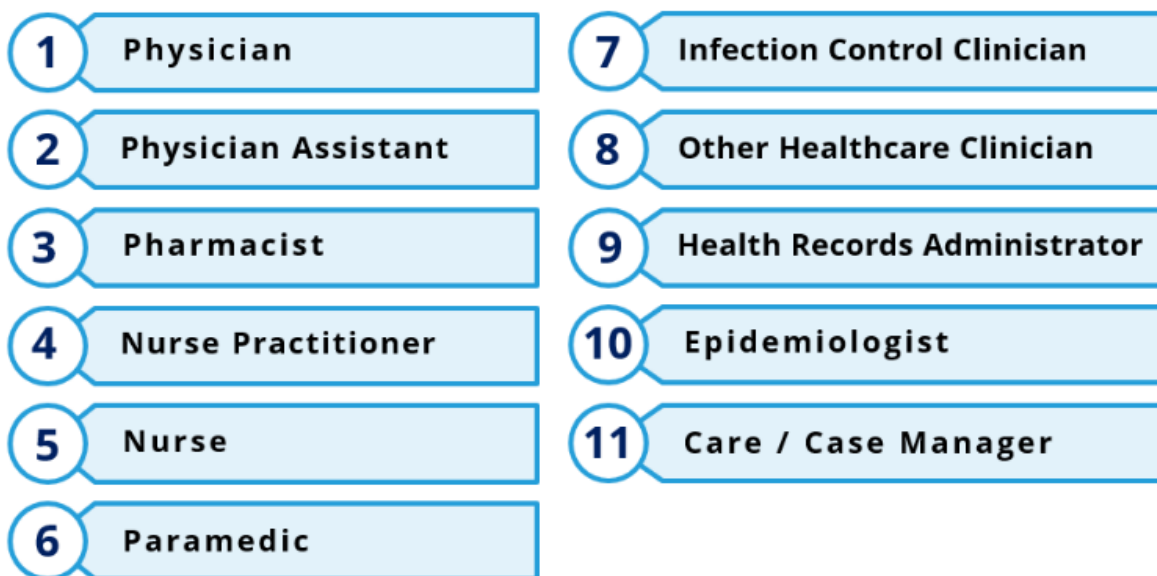 1 Physician
2 Physician Assistant
3 Pharmacist
4 Nurse Practitioner
5 Nurse
6 Paramedic
7 Infection Control Clinician
8 Other Healthcare Clinician
9 Health Records Administrator
10 Epidemiologist
11 Care / Case Manager